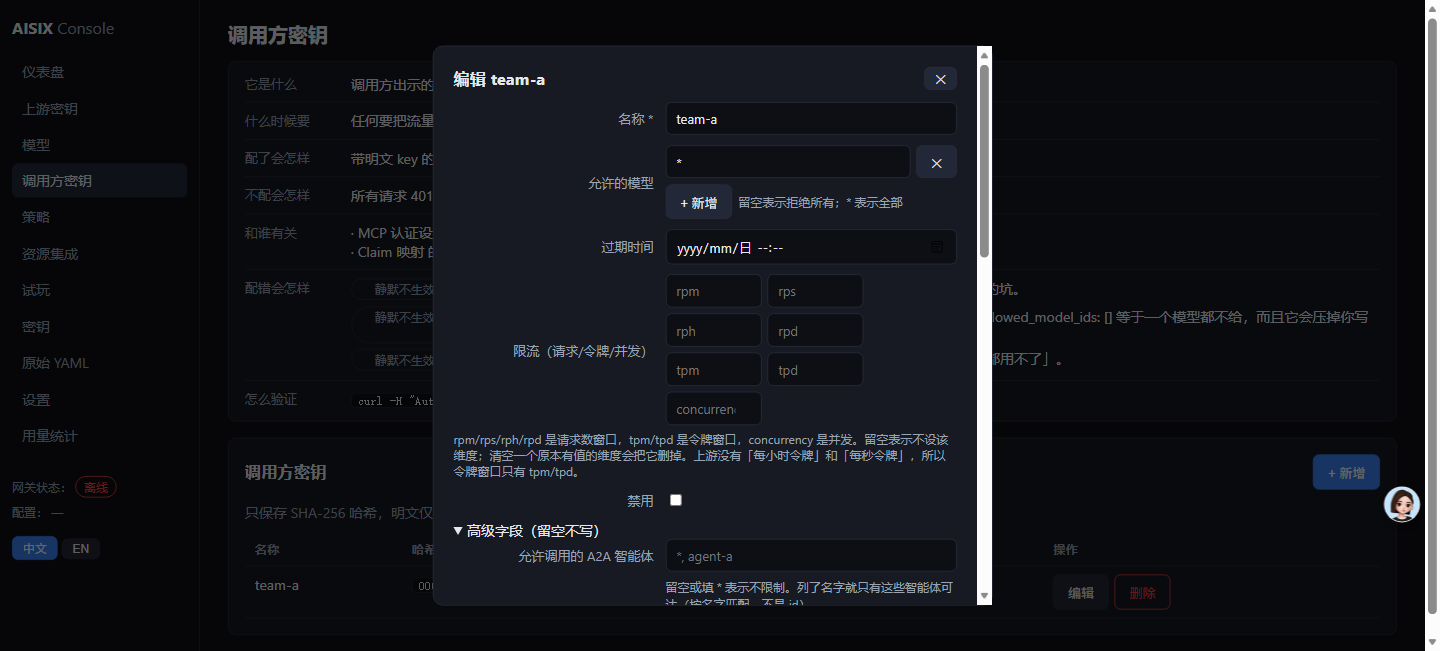 AISIX Console
仪表盘
上游密钥
模型
调用方密钥
策略
资源集成
试玩
密钥
原始 YAML
设置
用量统计
网关状态： 离线
配置： —
中文 EN
调用方密钥
它是什么 调用方出示的
什么时候要 任何要把流量
配了会怎样 带明文 key 的
不配会怎样 所有请求 401
和谁有关 · MCP 认证设
· Claim 映射 的
配错会怎样 静默不生效 的坑。
静默不生效 lowed_model_ids: [] 等于一个模型都不给，而且它会压掉你写
静默不生效 都用不了」。
怎么验证 curl -H "Aut
调用方密钥
+ 新增
只保存 SHA-256 哈希，明文仅
名称 哈希 操作
team-a 000 编辑 删除
编辑 team-a
×
名称 * team-a
允许的模型 * ×
+ 新增 留空表示拒绝所有；* 表示全部
过期时间 yyyy/mm/日 --:--
限流（请求/令牌/并发）
rpm rps
rph rpd
tpm tpd
concurren
rpm/rps/rph/rpd 是请求数窗口，tpm/tpd 是令牌窗口，concurrency 是并发。留空表示不设该
维度；清空一个原本有值的维度会把它删掉。上游没有「每小时令牌」和「每秒令牌」，所以
令牌窗口只有 tpm/tpd。
禁用
▼ 高级字段（留空不写）
允许调用的 A2A 智能体 *, agent-a
留空或填 * 表示不限制。列了名字就只有这些智能体可
达（按名字匹配，不是 id）